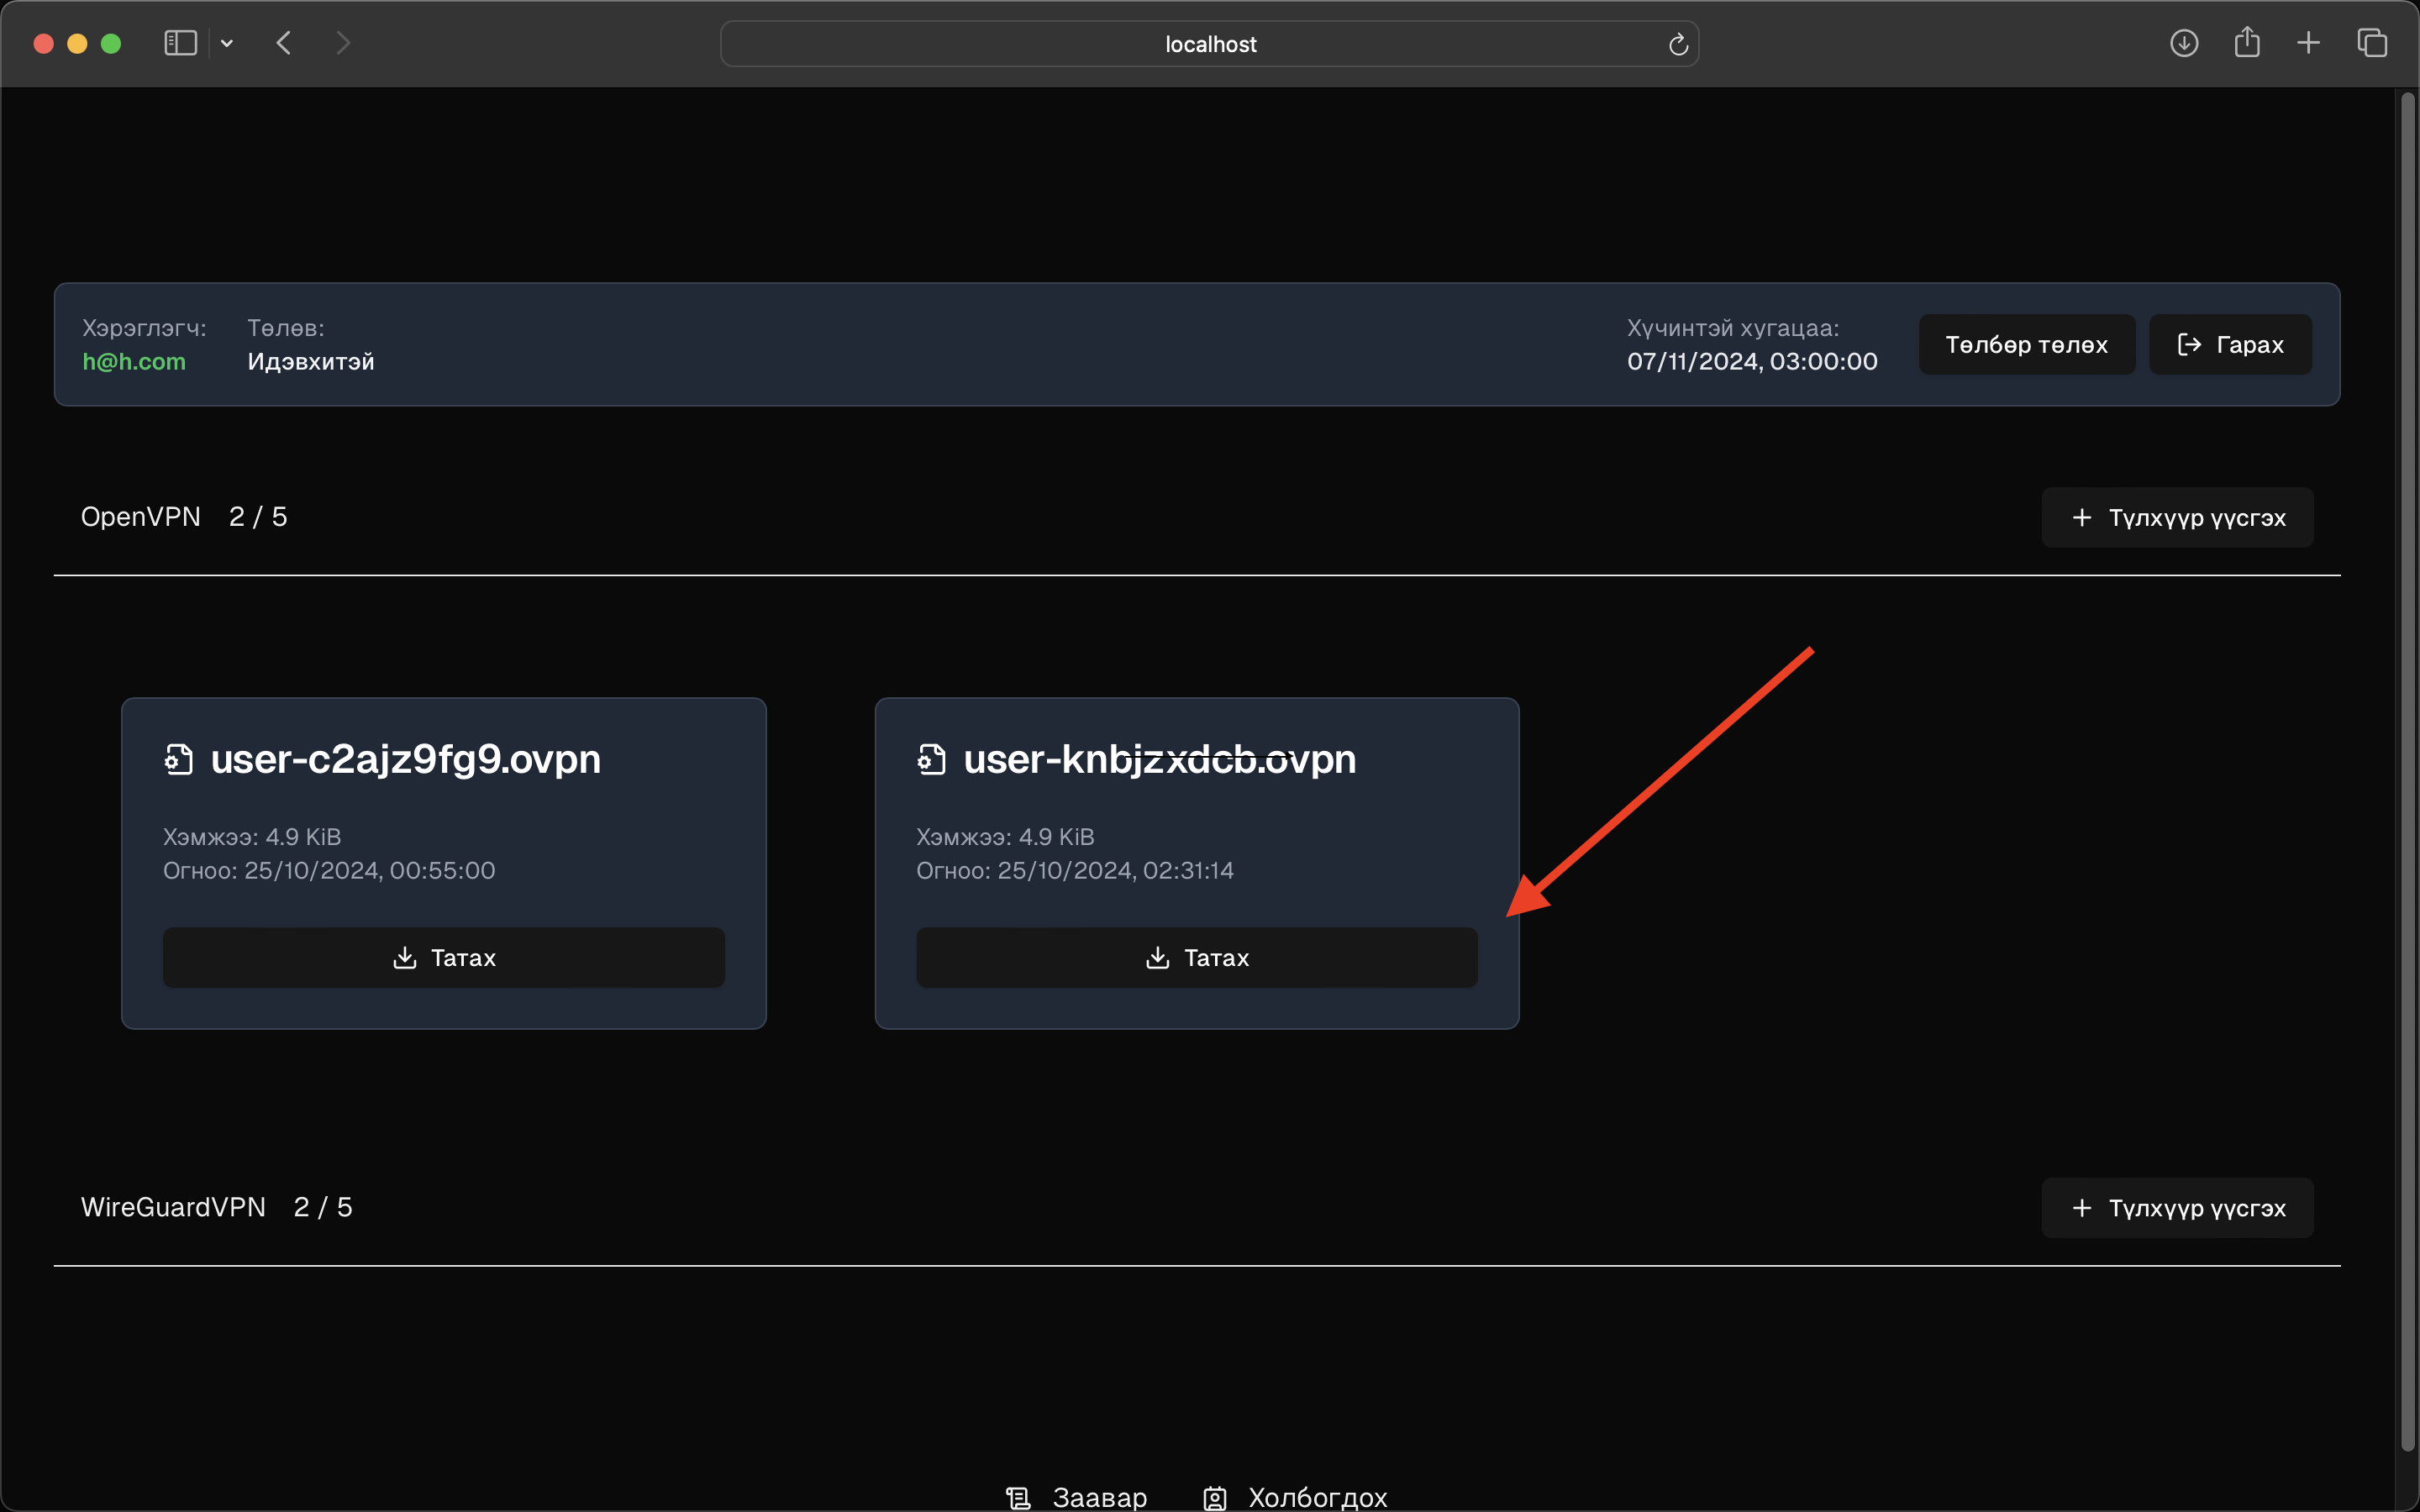 localhost
Хэрэглэгч: Төлөв:
h@h.com Идэвхитэй
Хүчинтэй хугацаа:
07/11/2024, 03:00:00
Төлбөр төлөх
Гарах
OpenVPN 2 / 5
Түлхүүр үүсгэх
user-c2ajz9fg9.ovpn
Хэмжээ: 4.9 KiB
Огноо: 25/10/2024, 00:55:00
Татах
user-knbjzxdcb.ovpn
Хэмжээ: 4.9 KiB
Огноо: 25/10/2024, 02:31:14
Татах
WireGuardVPN 2 / 5
Түлхүүр үүсгэх
Заавар Холбогдох